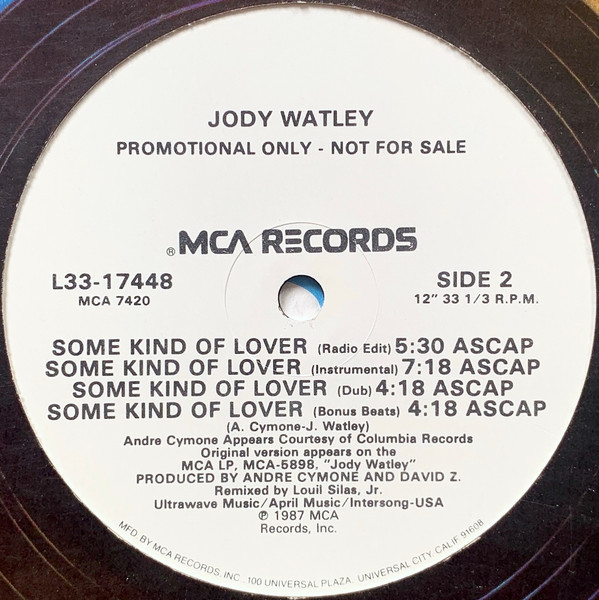 JODY WATLEY
PROMOTIONAL ONLY - NOT FOR SALE
® MCA RECORDS
L33-17448
MCA 7420
SIDE 2
12" 33 1/3 R.P.M.
SOME KIND OF LOVER (Radio Edit) 5:30 ASCAP
SOME KIND OF LOVER (Instrumental) 7:18 ASCAP
SOME KIND OF LOVER (Dub) 4:18 ASCAP
SOME KIND OF LOVER (Bonus Beats) 4:18 ASCAP
(A. Cymone-J. Watley)
Andre Cymone Appears Courtesy of Columbia Records
Original version appears on the
MCA LP, MCA-5898, "Jody Watley"
PRODUCED BY ANDRE CYMONE AND DAVID Z.
Remixed by Louil Silas, Jr.
Ultrawave Music/April Music/Intersong-USA
℗ 1987 MCA
Records, Inc.
MFD. BY MCA RECORDS, INC., 100 UNIVERSAL PLAZA, UNIVERSAL CITY, CALIF. 91608